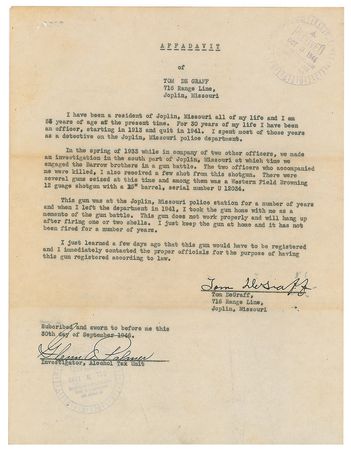 AFFADAVIT
of
TOM DE GRAFF
716 Range Line,
Joplin, Missouri
I have been a resident of Joplin, Missouri all of my life and I am
years of age at the present time. For 30 years of my life I have been
an officer, starting in 1913 and quit in 1941. I spent most of those years
as a detective on the Joplin, Missouri police department.
In the spring of 1933 while in company of two other officers, we made
an investigation in the south part of Joplin, Missouri at which time we
engaged the Barrow brothers in a gun battle. The two officers who accompanied
me were killed, I also received a few shot from this shotgun. There were
several guns seized at this time and among them was a Western Field Browning
12 guage shotgun with a barrel, serial number U 12034.
This gun was at the Joplin, Missouri police station for a number of years
and when I left the department in 1941, I took the gun home with me as a
memento of the gun battle. This gun does not work properly and will hang up
after firing one or two shells. I just keep the gun at home and it has not
been fired for a number of years.
I just learned a few days ago that this gun would have to be registered
and I immediately contacted the proper officials for the purpose of having
this gun registered according to law.
Tom DeGraff
Tom DeGraff,
716 Range Line,
Joplin, Missouri
Subcribed and sworn to before me this
30th day of September 1946.
Glenn Palmer
Investigator, Alcohol Tax Unit